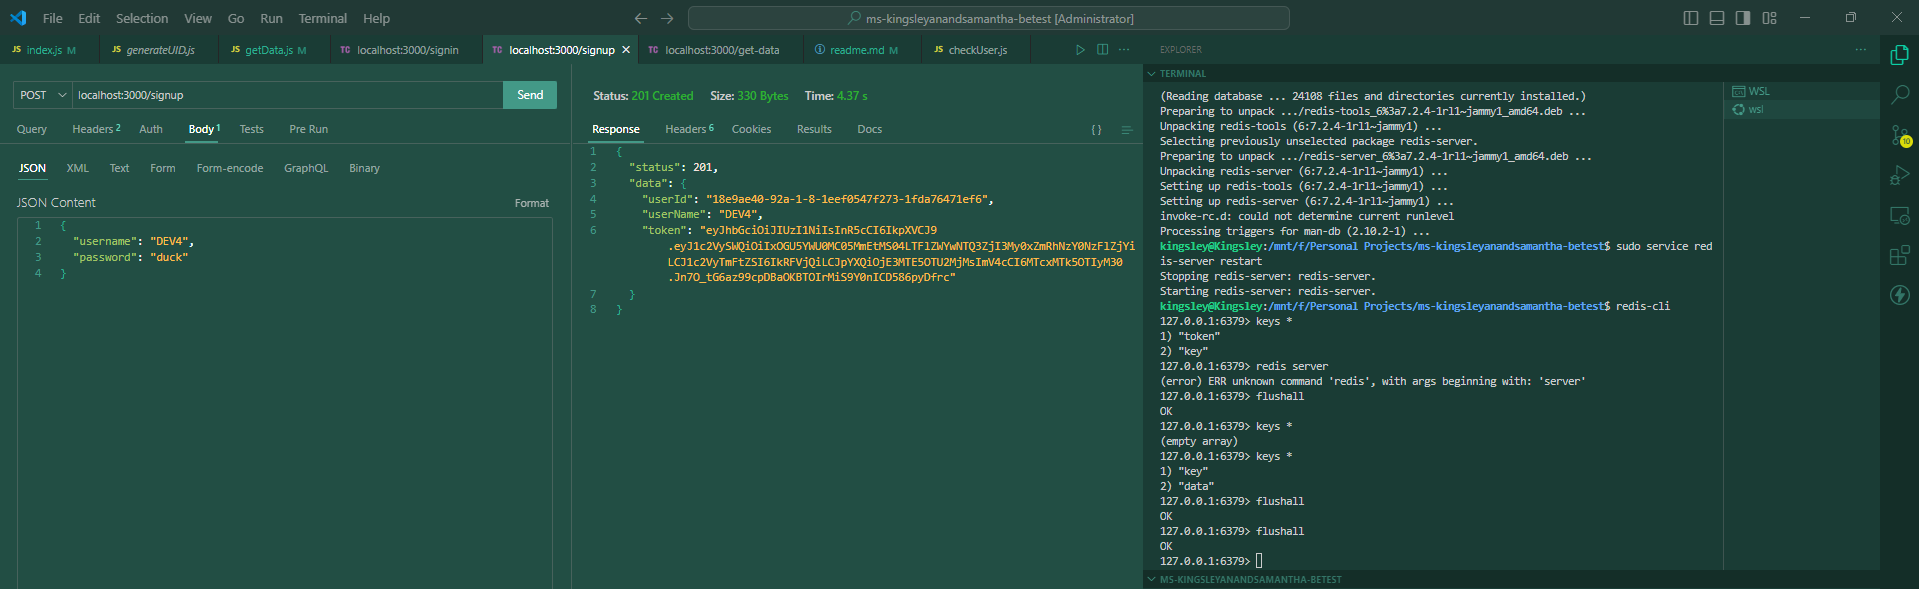 File Edit Selection View Go Run Terminal Help
ms-kingsleyanandsamantha-betest [Administrator]
JS index.js M
JS generateUID.js
JS getData.js M
TC localhost:3000/signin
TC localhost:3000/signup
TC localhost:3000/get-data
readme.md M
JS checkUser.js
POST localhost:3000/signup Send
Query Headers 2 Auth Body 1 Tests Pre Run
JSON XML Text Form Form-encode GraphQL Binary
JSON Content Format
1 {
2 "username": "DEV4",
3 "password": "duck"
4 }
Status: 201 Created Size: 330 Bytes Time: 4.37 s
Response Headers 6 Cookies Results Docs { }
1 {
2 "status": 201,
3 "data": {
4 "userId": "18e9ae40-92a-1-8-1eef0547f273-1fda76471ef6",
5 "userName": "DEV4",
6 "token": "eyJhbGciOiJIUzI1NiIsInR5cCI6IkpXVCJ9
7 }
8 }
EXPLORER
TERMINAL
(Reading database ... 24108 files and directories currently installed.)
Preparing to unpack .../redis-tools_6%3a7.2.4-1rl1~jammy1_amd64.deb ...
Unpacking redis-tools (6:7.2.4-1rl1~jammy1) ...
Selecting previously unselected package redis-server.
Preparing to unpack .../redis-server_6%3a7.2.4-1rl1~jammy1_amd64.deb ...
Unpacking redis-server (6:7.2.4-1rl1~jammy1) ...
Setting up redis-tools (6:7.2.4-1rl1~jammy1) ...
Setting up redis-server (6:7.2.4-1rl1~jammy1) ...
invoke-rc.d: could not determine current runlevel
Processing triggers for man-db (2.10.2-1) ...
kingsley@Kingsley:/mnt/f/Personal Projects/ms-kingsleyanandsamantha-betest$ sudo service red
is-server restart
Stopping redis-server: redis-server.
Starting redis-server: redis-server.
kingsley@Kingsley:/mnt/f/Personal Projects/ms-kingsleyanandsamantha-betest$ redis-cli
127.0.0.1:6379> keys *
1) "token"
2) "key"
127.0.0.1:6379> redis server
(error) ERR unknown command 'redis', with args beginning with: 'server'
127.0.0.1:6379> flushall
OK
127.0.0.1:6379> keys *
(empty array)
127.0.0.1:6379> keys *
1) "key"
2) "data"
127.0.0.1:6379> flushall
OK
127.0.0.1:6379> flushall
OK
127.0.0.1:6379>
WSL
wsl
10
MS-KINGSLEYANANDSAMANTHA-BETEST